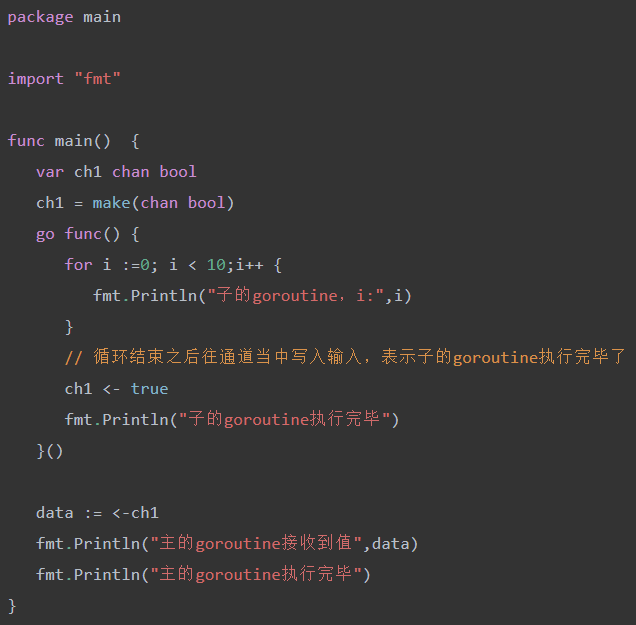 package main
import "fmt"
func main()  {
var ch1 chan bool
ch1 = make(chan bool)
go func() {
for i :=0; i < 10;i++ {
fmt.Println("子的goroutine，i:",i)
}
// 循环结束之后往通道当中写入输入，表示子的goroutine执行完毕了
ch1 <- true
fmt.Println("子的goroutine执行完毕")
}()
data := <-ch1
fmt.Println("主的goroutine接收到值",data)
fmt.Println("主的goroutine执行完毕")
}